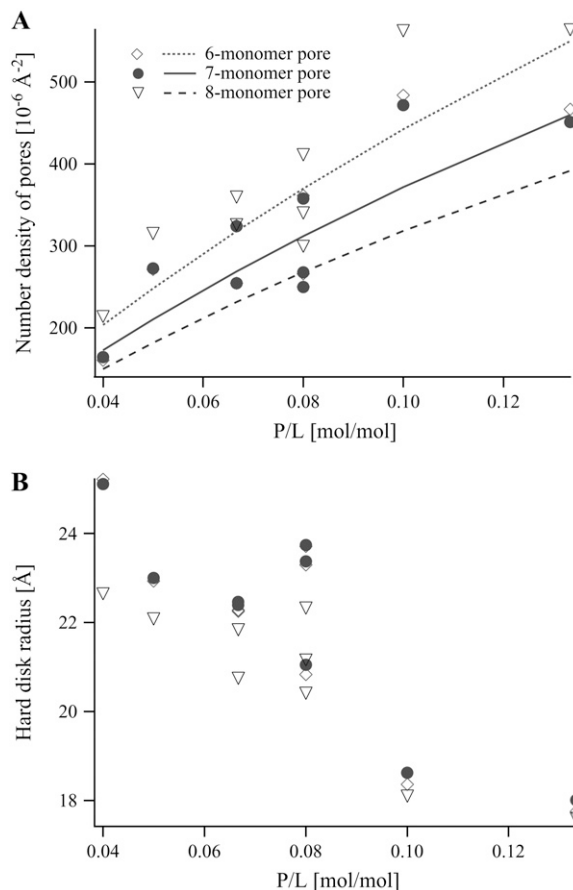 A
6-monomer pore
7-monomer pore
8-monomer pore
Number density of pores [10⁻⁶ Å⁻²]
500
400
300
200
0.04
0.06
0.08
0.10
0.12
P/L [mol/mol]
B
Hard disk radius [Å]
24
22
20
18
0.04
0.06
0.08
0.10
0.12
P/L [mol/mol]